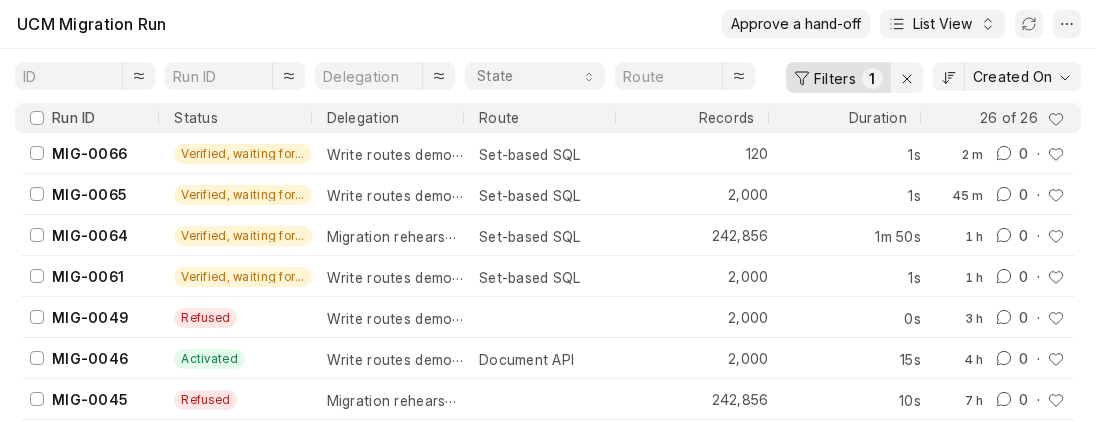 UCM Migration Run Approve a hand-off List View
ID ≈ Run ID ≈ Delegation ≈ State Route ≈ Filters 1 Created On
Run ID Status Delegation Route Records Duration 26 of 26
MIG-0066 Verified, waiting for... Write routes demo... Set-based SQL 120 1s 2 m 0 ·
MIG-0065 Verified, waiting for... Write routes demo... Set-based SQL 2,000 1s 45 m 0 ·
MIG-0064 Verified, waiting for... Migration rehears... Set-based SQL 242,856 1m 50s 1 h 0 ·
MIG-0061 Verified, waiting for... Write routes demo... Set-based SQL 2,000 1s 1 h 0 ·
MIG-0049 Refused Write routes demo... 2,000 0s 3 h 0 ·
MIG-0046 Activated Write routes demo... Document API 2,000 15s 4 h 0 ·
MIG-0045 Refused Migration rehears... 242,856 10s 7 h 0 ·